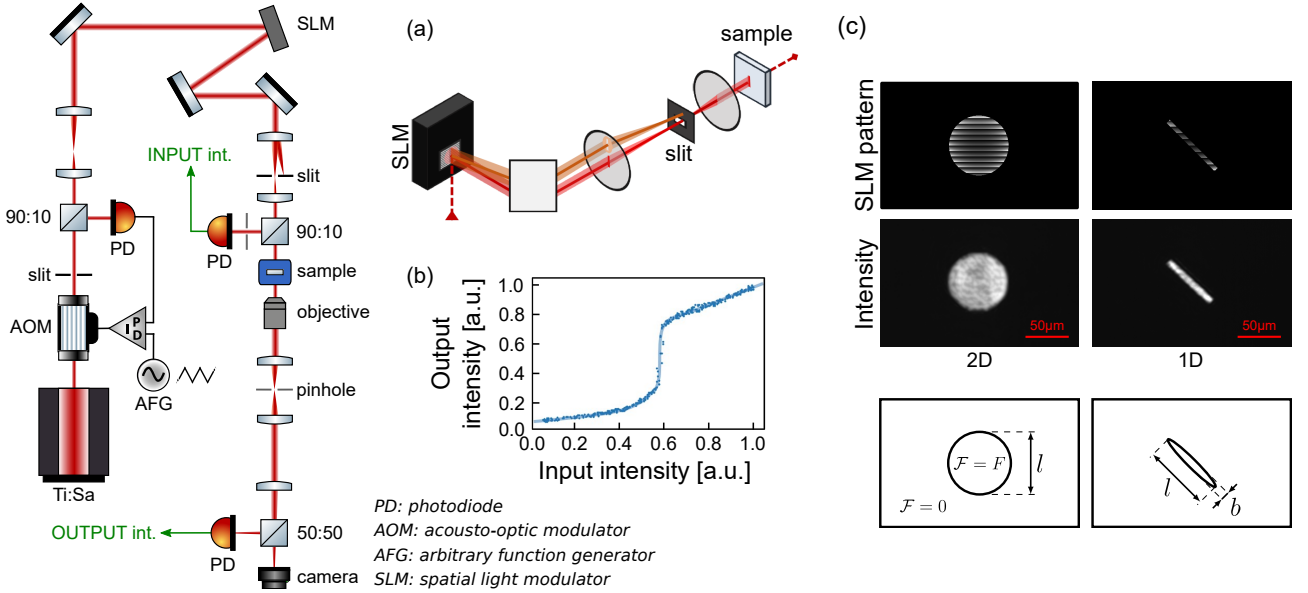 SLM
INPUT int.
slit
90:10
PD
90:10
PD
slit
sample
AOM
P
I
D
objective
AFG
pinhole
Ti:Sa
OUTPUT int.
50:50
PD
camera
(a)
sample
SLM
slit
(b)
Output
intensity [a.u.]
1.0
0.8
0.6
0.4
0.2
0.0
0.0 0.2 0.4 0.6 0.8 1.0
Input intensity [a.u.]
PD: photodiode
AOM: acousto-optic modulator
AFG: arbitrary function generator
SLM: spatial light modulator
(c)
SLM pattern
Intensity
50μm
50μm
2D
1D
ℱ = F
l
ℱ = 0
l
b